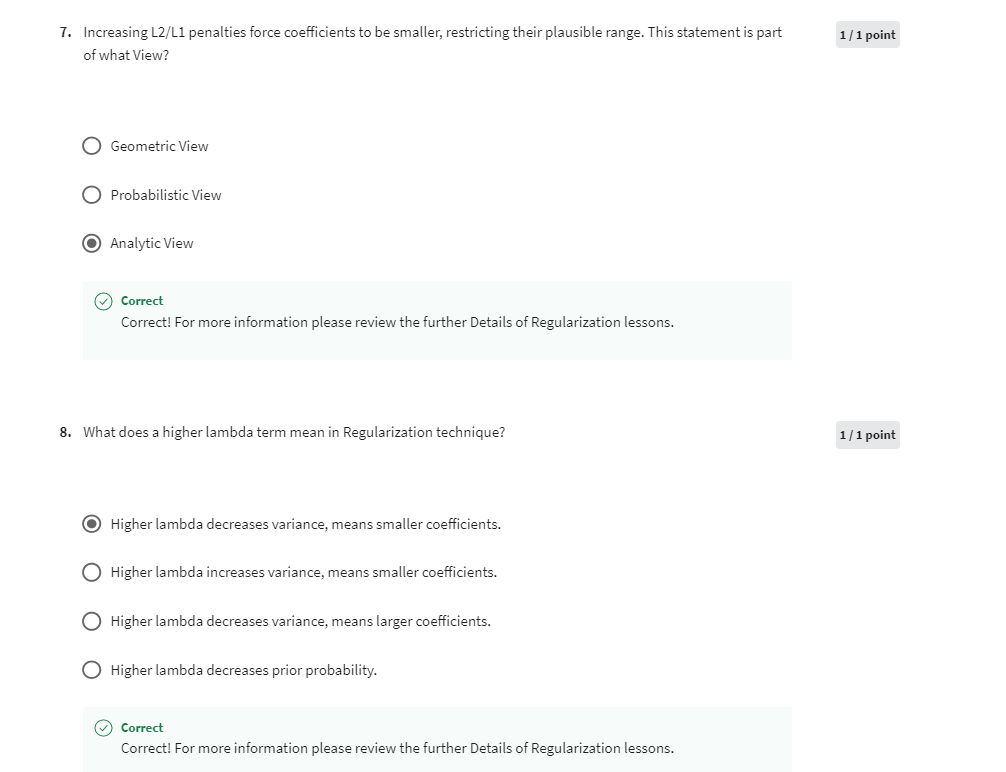 7. Increasing L2/L1 penalties force coefficients to be smaller, restricting their plausible range. This statement is part
1 / 1 point
of what View?
Geometric View
Probabilistic View
Analytic View
Correct
Correct! For more information please review the further Details of Regularization lessons.
8. What does a higher lambda term mean in Regularization technique?
1 / 1 point
Higher lambda decreases variance, means smaller coefficients.
Higher lambda increases variance, means smaller coefficients.
Higher lambda decreases variance, means larger coefficients.
Higher lambda decreases prior probability.
Correct
Correct! For more information please review the further Details of Regularization lessons.